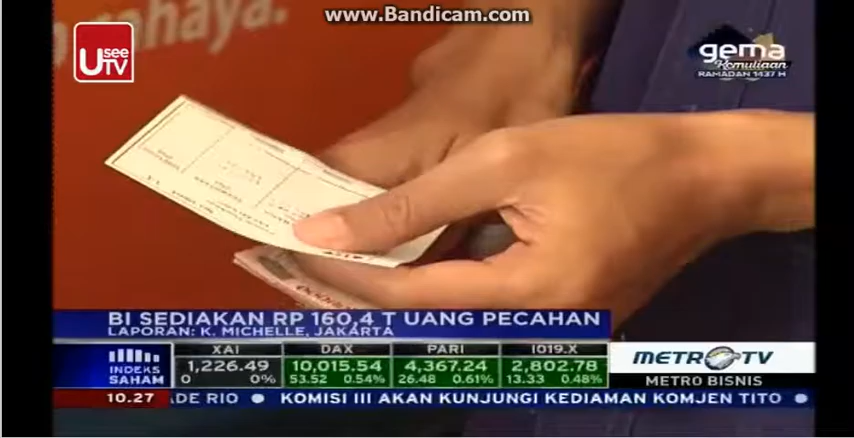 www.Bandicam.com
cahaya.
U see TV
gema
Kemuliaan
RAMADAN 1437 H
BI SEDIAKAN RP 160,4 T UANG PECAHAN
LAPORAN: K. MICHELLE, JAKARTA
INDEKS SAHAM
XAI DAX PARI I019.X
1,226.49 10,015.54 4,367.24 2,802.78
0 0% 53.52 0.54% 26.48 0.61% 13.33 0.48%
METRO TV
METRO BISNIS
10.27 ADE RIO KOMISI III AKAN KUNJUNGI KEDIAMAN KOMJEN TITO